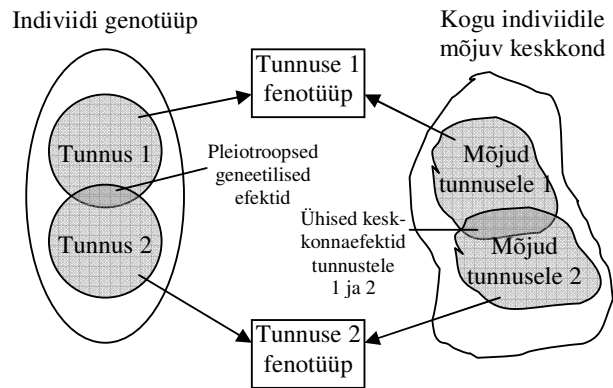 Indiviidi genotüüp
Kogu indiviidile
mõjuv keskkond
Tunnuse 1
fenotüüp
Tunnus 1
Pleiotroopsed
geneetilised
efektid
Mõjud
tunnusele 1
Tunnus 2
Ühised kesk-
konnaefektid
tunnustele
1 ja 2
Mõjud
tunnusele 2
Tunnuse 2
fenotüüp